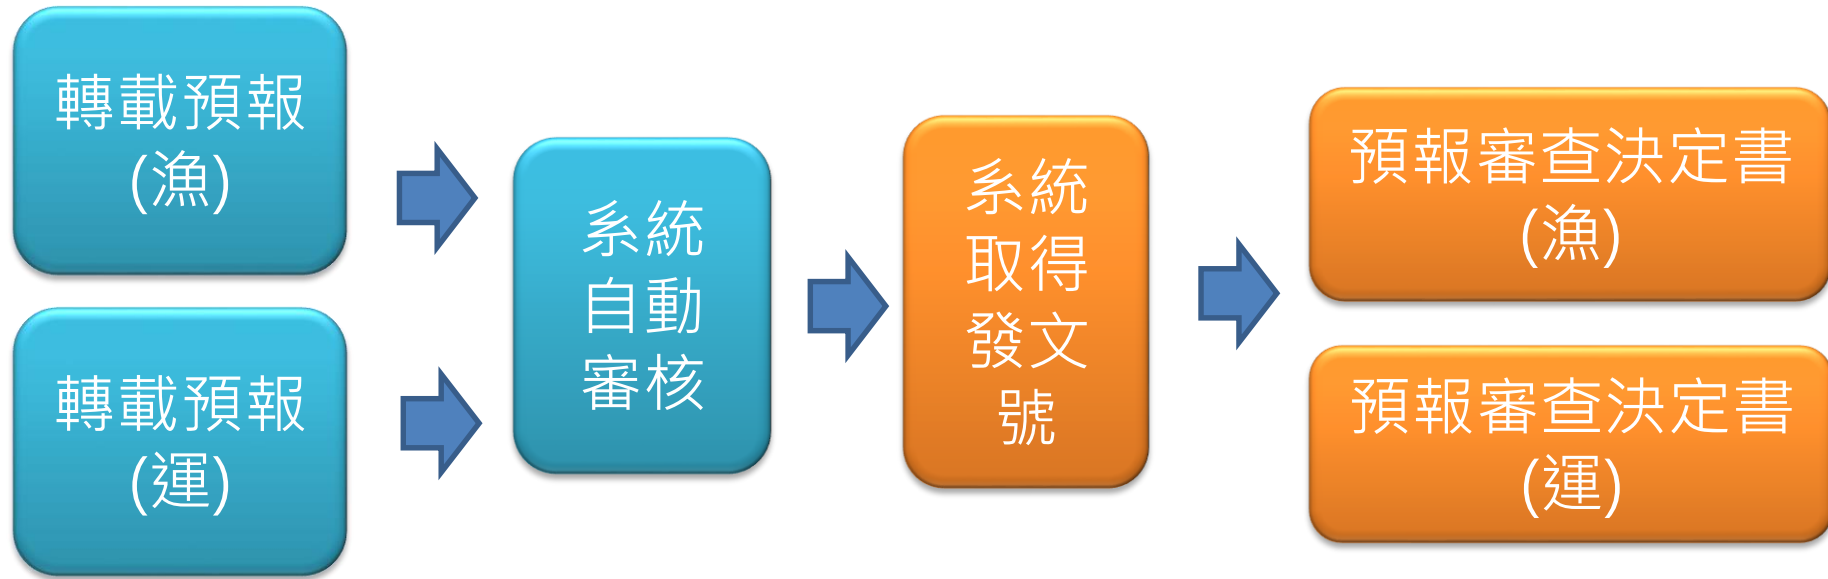 轉載預報
(漁)
轉載預報
(運)
系統
自動
審核
系統
取得
發文
號
預報審查決定書
(漁)
預報審查決定書
(運)